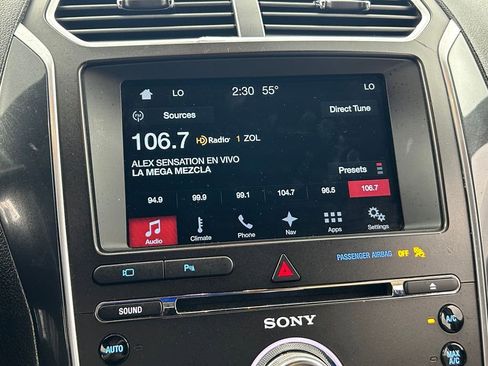 LO 2:30 55° LO
Sources Direct Tune
106.7 HD Radio 1 ZOL
ALEX SENSATION EN VIVO
LA MEGA MEZCLA
Presets
94.9 99.9 99.1 104.7 96.5 106.7
Audio Climate Phone Nav Apps Settings
PASSENGER AIRBAG OFF
SOUND
SONY
A/C
AUTO
MAX
A/C